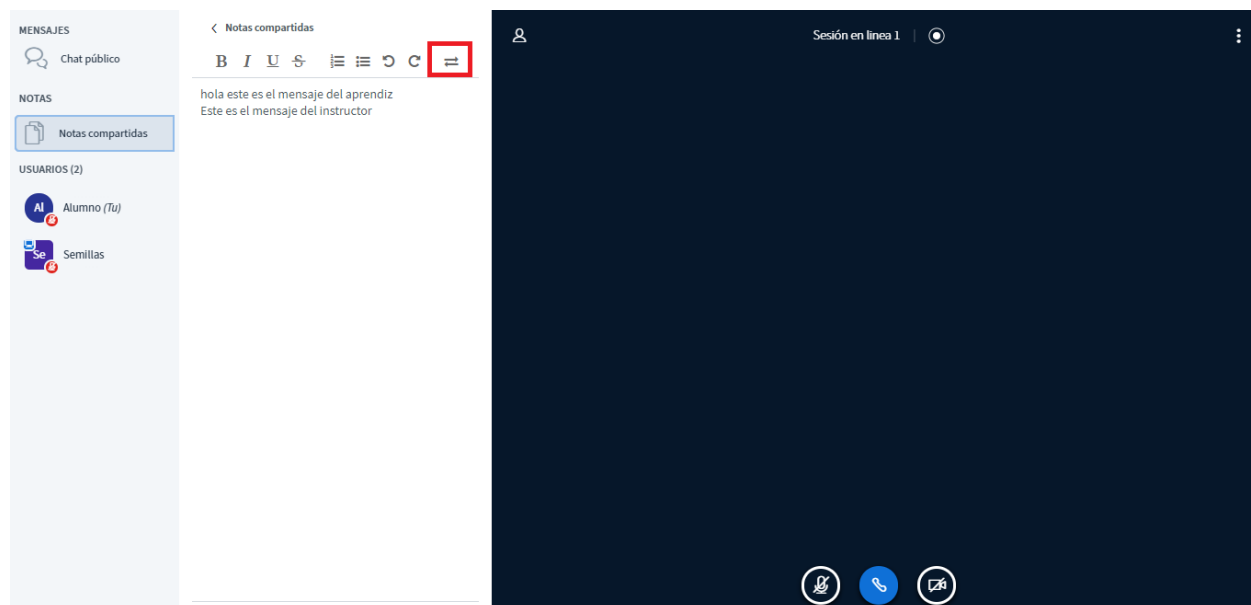 MENSAJES
Chat público
NOTAS
Notas compartidas
USUARIOS (2)
Al Alumno (Tu)
Se Semillas
Notas compartidas
B I U S
hola este es el mensaje del aprendiz
Este es el mensaje del instructor
Sesión en linea 1